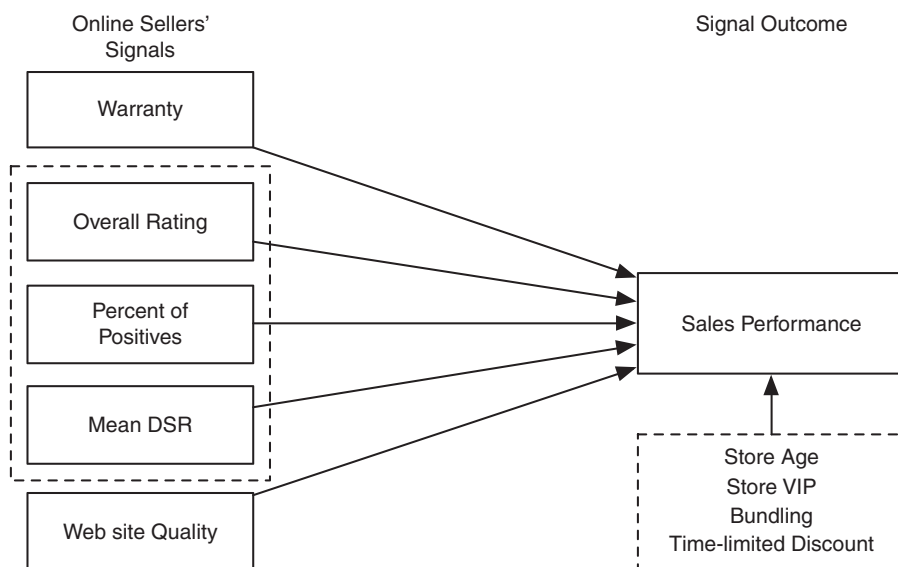 Online Sellers'
Signals
Signal Outcome
Warranty
Overall Rating
Percent of
Positives
Sales Performance
Mean DSR
Store Age
Store VIP
Bundling
Time-limited Discount
Web site Quality